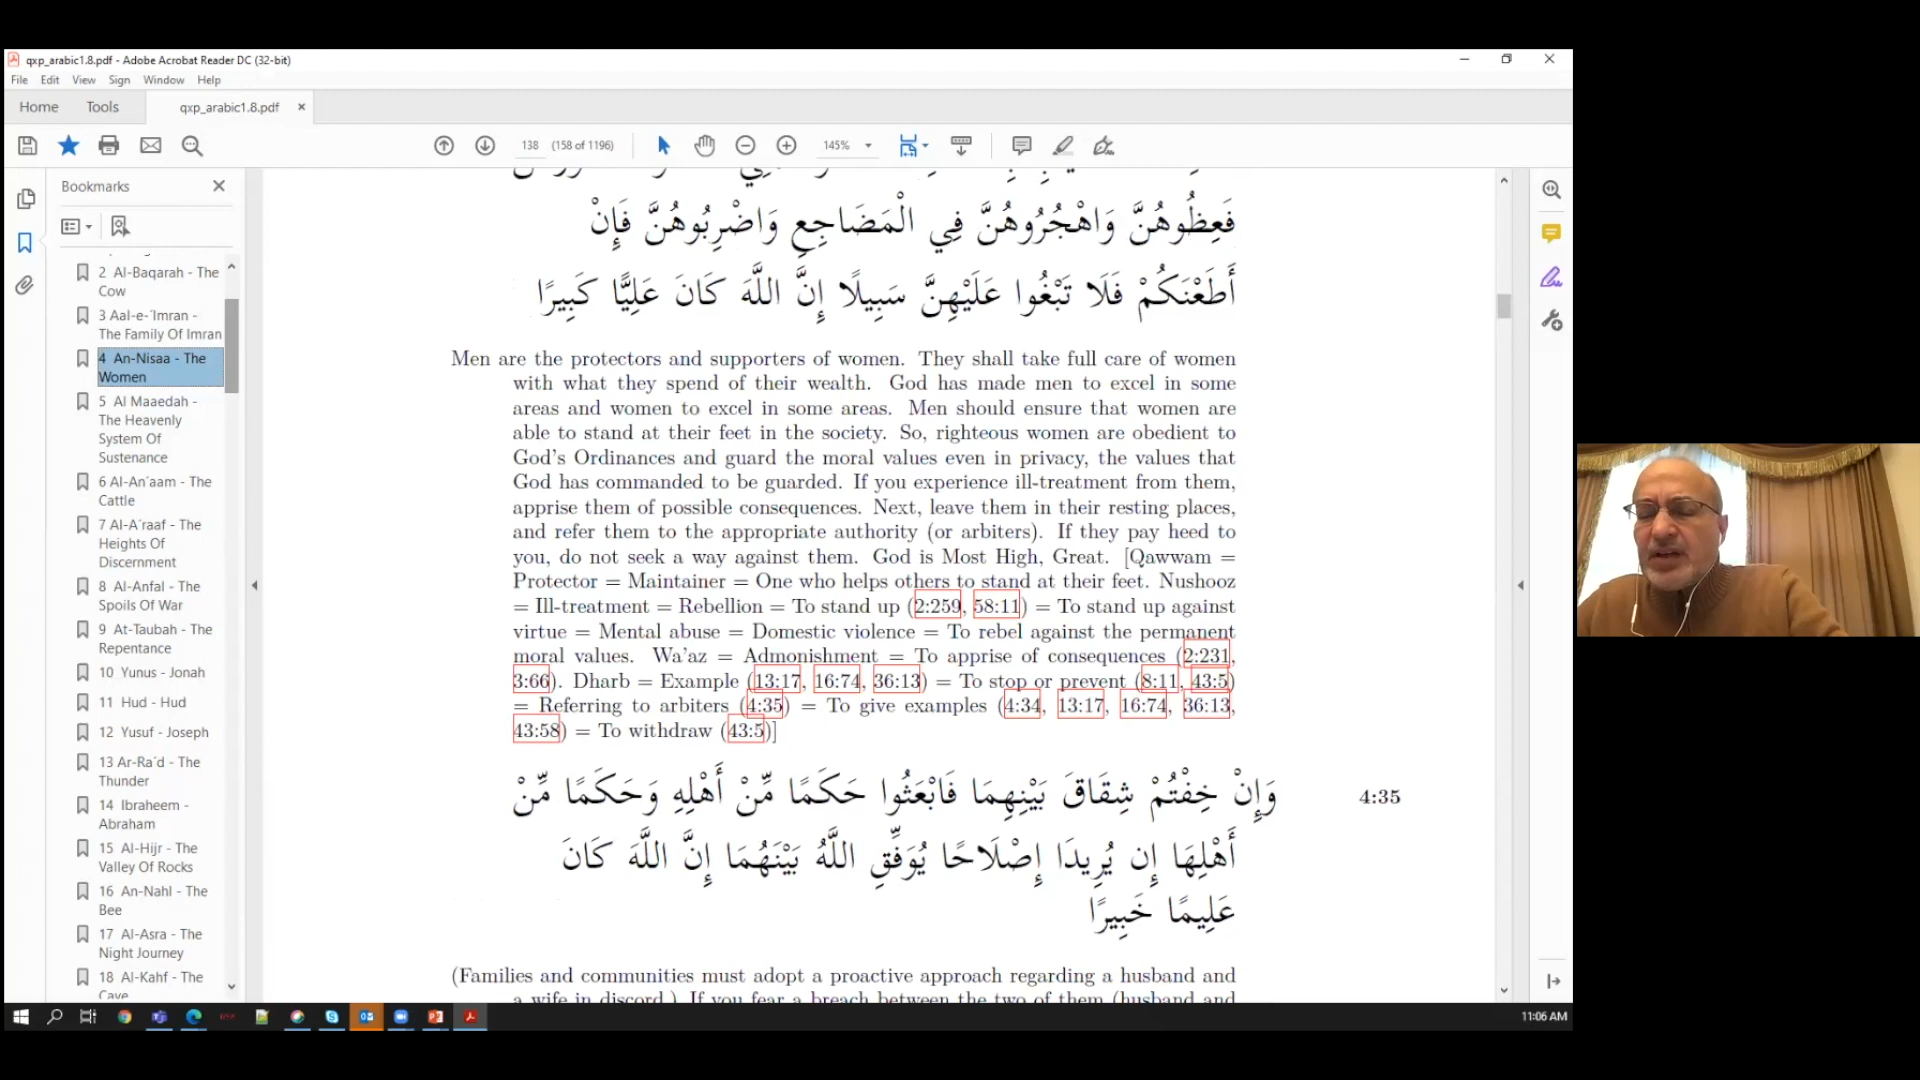 qxp_arabic1.8.pdf - Adobe Acrobat Reader DC (32-bit)
File Edit View Sign Window Help
Home Tools qxp_arabic1.8.pdf ×
138 (158 of 1196) 145%
Bookmarks
2 Al-Baqarah - The
Cow
3 Aal-e-´Imran -
The Family Of Imran
4 An-Nisaa - The
Women
5 Al Maaedah -
The Heavenly
System Of
Sustenance
6 Al-An´aam - The
Cattle
7 Al-A´raaf - The
Heights Of
Discernment
8 Al-Anfal - The
Spoils Of War
9 At-Taubah - The
Repentance
10 Yunus - Jonah
11 Hud - Hud
12 Yusuf - Joseph
13 Ar-Ra´d - The
Thunder
14 Ibraheem -
Abraham
15 Al-Hijr - The
Valley Of Rocks
16 An-Nahl - The
Bee
17 Al-Asra - The
Night Journey
18 Al-Kahf - The
Cave
فَعِظُوهُنَّ وَاهْجُرُوهُنَّ فِي الْمَضَاجِعِ وَاضْرِبُوهُنَّ فَإِنْ
أَطَعْنَكُمْ فَلَا تَبْغُوا عَلَيْهِنَّ سَبِيلًا إِنَّ اللَّهَ كَانَ عَلِيًّا كَبِيرًا
Men are the protectors and supporters of women. They shall take full care of women
with what they spend of their wealth. God has made men to excel in some
areas and women to excel in some areas. Men should ensure that women are
able to stand at their feet in the society. So, righteous women are obedient to
God's Ordinances and guard the moral values even in privacy, the values that
God has commanded to be guarded. If you experience ill-treatment from them,
apprise them of possible consequences. Next, leave them in their resting places,
and refer them to the appropriate authority (or arbiters). If they pay heed to
you, do not seek a way against them. God is Most High, Great. [Qawwam =
Protector = Maintainer = One who helps others to stand at their feet. Nushooz
= Ill-treatment = Rebellion = To stand up (2:259, 58:11) = To stand up against
virtue = Mental abuse = Domestic violence = To rebel against the permanent
moral values. Wa'az = Admonishment = To apprise of consequences (2:231,
3:66). Dharb = Example (13:17, 16:74, 36:13) = To stop or prevent (8:11, 43:5)
= Referring to arbiters (4:35) = To give examples (4:34, 13:17, 16:74, 36:13,
43:58) = To withdraw (43:5)]
وَإِنْ خِفْتُمْ شِقَاقَ بَيْنِهِمَا فَابْعَثُوا حَكَمًا مِّنْ أَهْلِهِ وَحَكَمًا مِّنْ 4:35
أَهْلِهَا إِن يُرِيدَا إِصْلَاحًا يُوَفِّقِ اللَّهُ بَيْنَهُمَا إِنَّ اللَّهَ كَانَ
عَلِيمًا خَبِيرًا
(Families and communities must adopt a proactive approach regarding a husband and
a wife in discord.) If you fear a breach between the two of them (husband and
11:06 AM